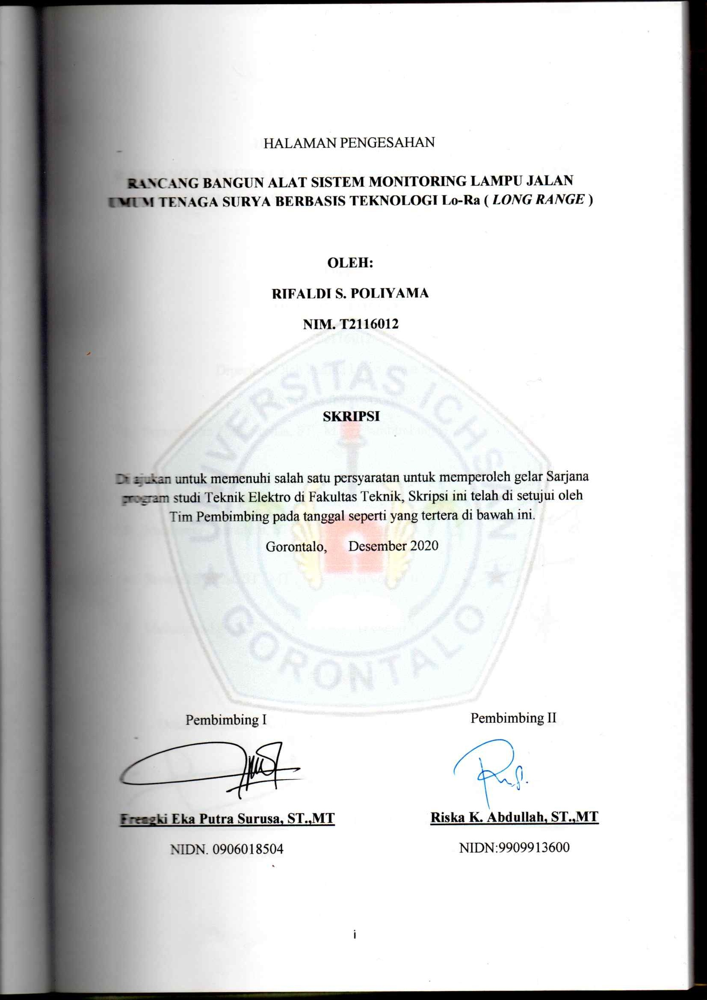 HALAMAN PENGESAHAN
RANCANG BANGUN ALAT SISTEM MONITORING LAMPU JALAN
UMUM TENAGA SURYA BERBASIS TEKNOLOGI Lo-Ra ( LONG RANGE )
OLEH:
RIFALDI S. POLIYAMA
NIM. T2116012
UNIVERSITAS ICHSAN
SKRIPSI
Di ajukan untuk memenuhi salah satu persyaratan untuk memperoleh gelar Sarjana
program studi Teknik Elektro di Fakultas Teknik, Skripsi ini telah di setujui oleh
Tim Pembimbing pada tanggal seperti yang tertera di bawah ini.
Gorontalo, Desember 2020
GORONTALO
Pembimbing I
Pembimbing II
Frengki Eka Putra Surusa, ST.,MT
Riska K. Abdullah, ST.,MT
NIDN. 0906018504
NIDN:9909913600
i